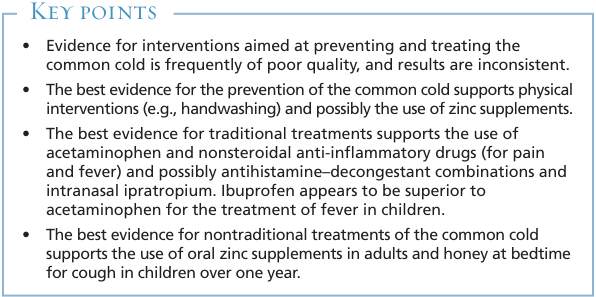 KEY POINTS
• Evidence for interventions aimed at preventing and treating the
common cold is frequently of poor quality, and results are inconsistent.
• The best evidence for the prevention of the common cold supports physical
interventions (e.g., handwashing) and possibly the use of zinc supplements.
• The best evidence for traditional treatments supports the use of
acetaminophen and nonsteroidal anti-inflammatory drugs (for pain
and fever) and possibly antihistamine–decongestant combinations and
intranasal ipratropium. Ibuprofen appears to be superior to
acetaminophen for the treatment of fever in children.
• The best evidence for nontraditional treatments of the common cold
supports the use of oral zinc supplements in adults and honey at bedtime
for cough in children over one year.